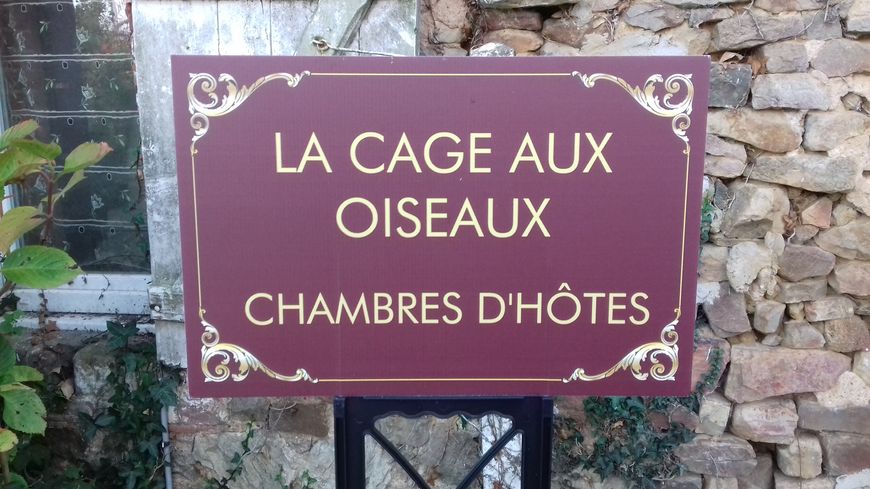 LA CAGE AUX
OISEAUX
CHAMBRES D'HÔTES